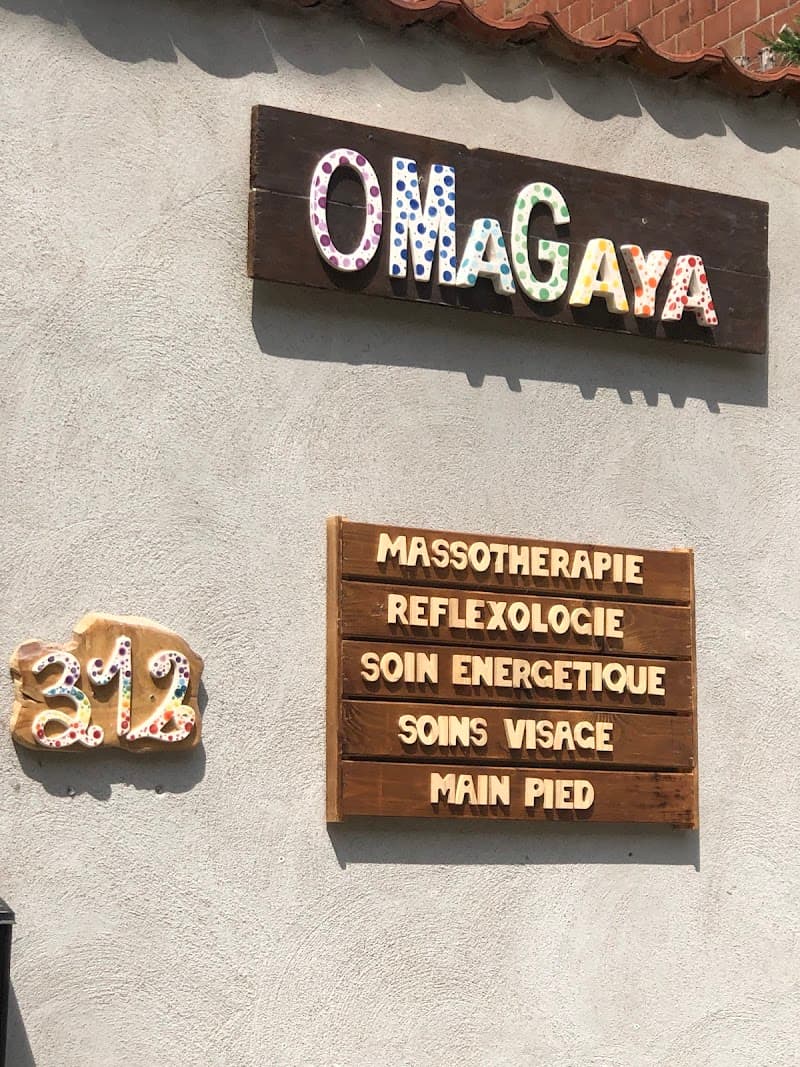 OMAGAYA
MASSOTHERAPIE
REFLEXOLOGIE
SOIN ENERGETIQUE
SOINS VISAGE
MAIN PIED
312